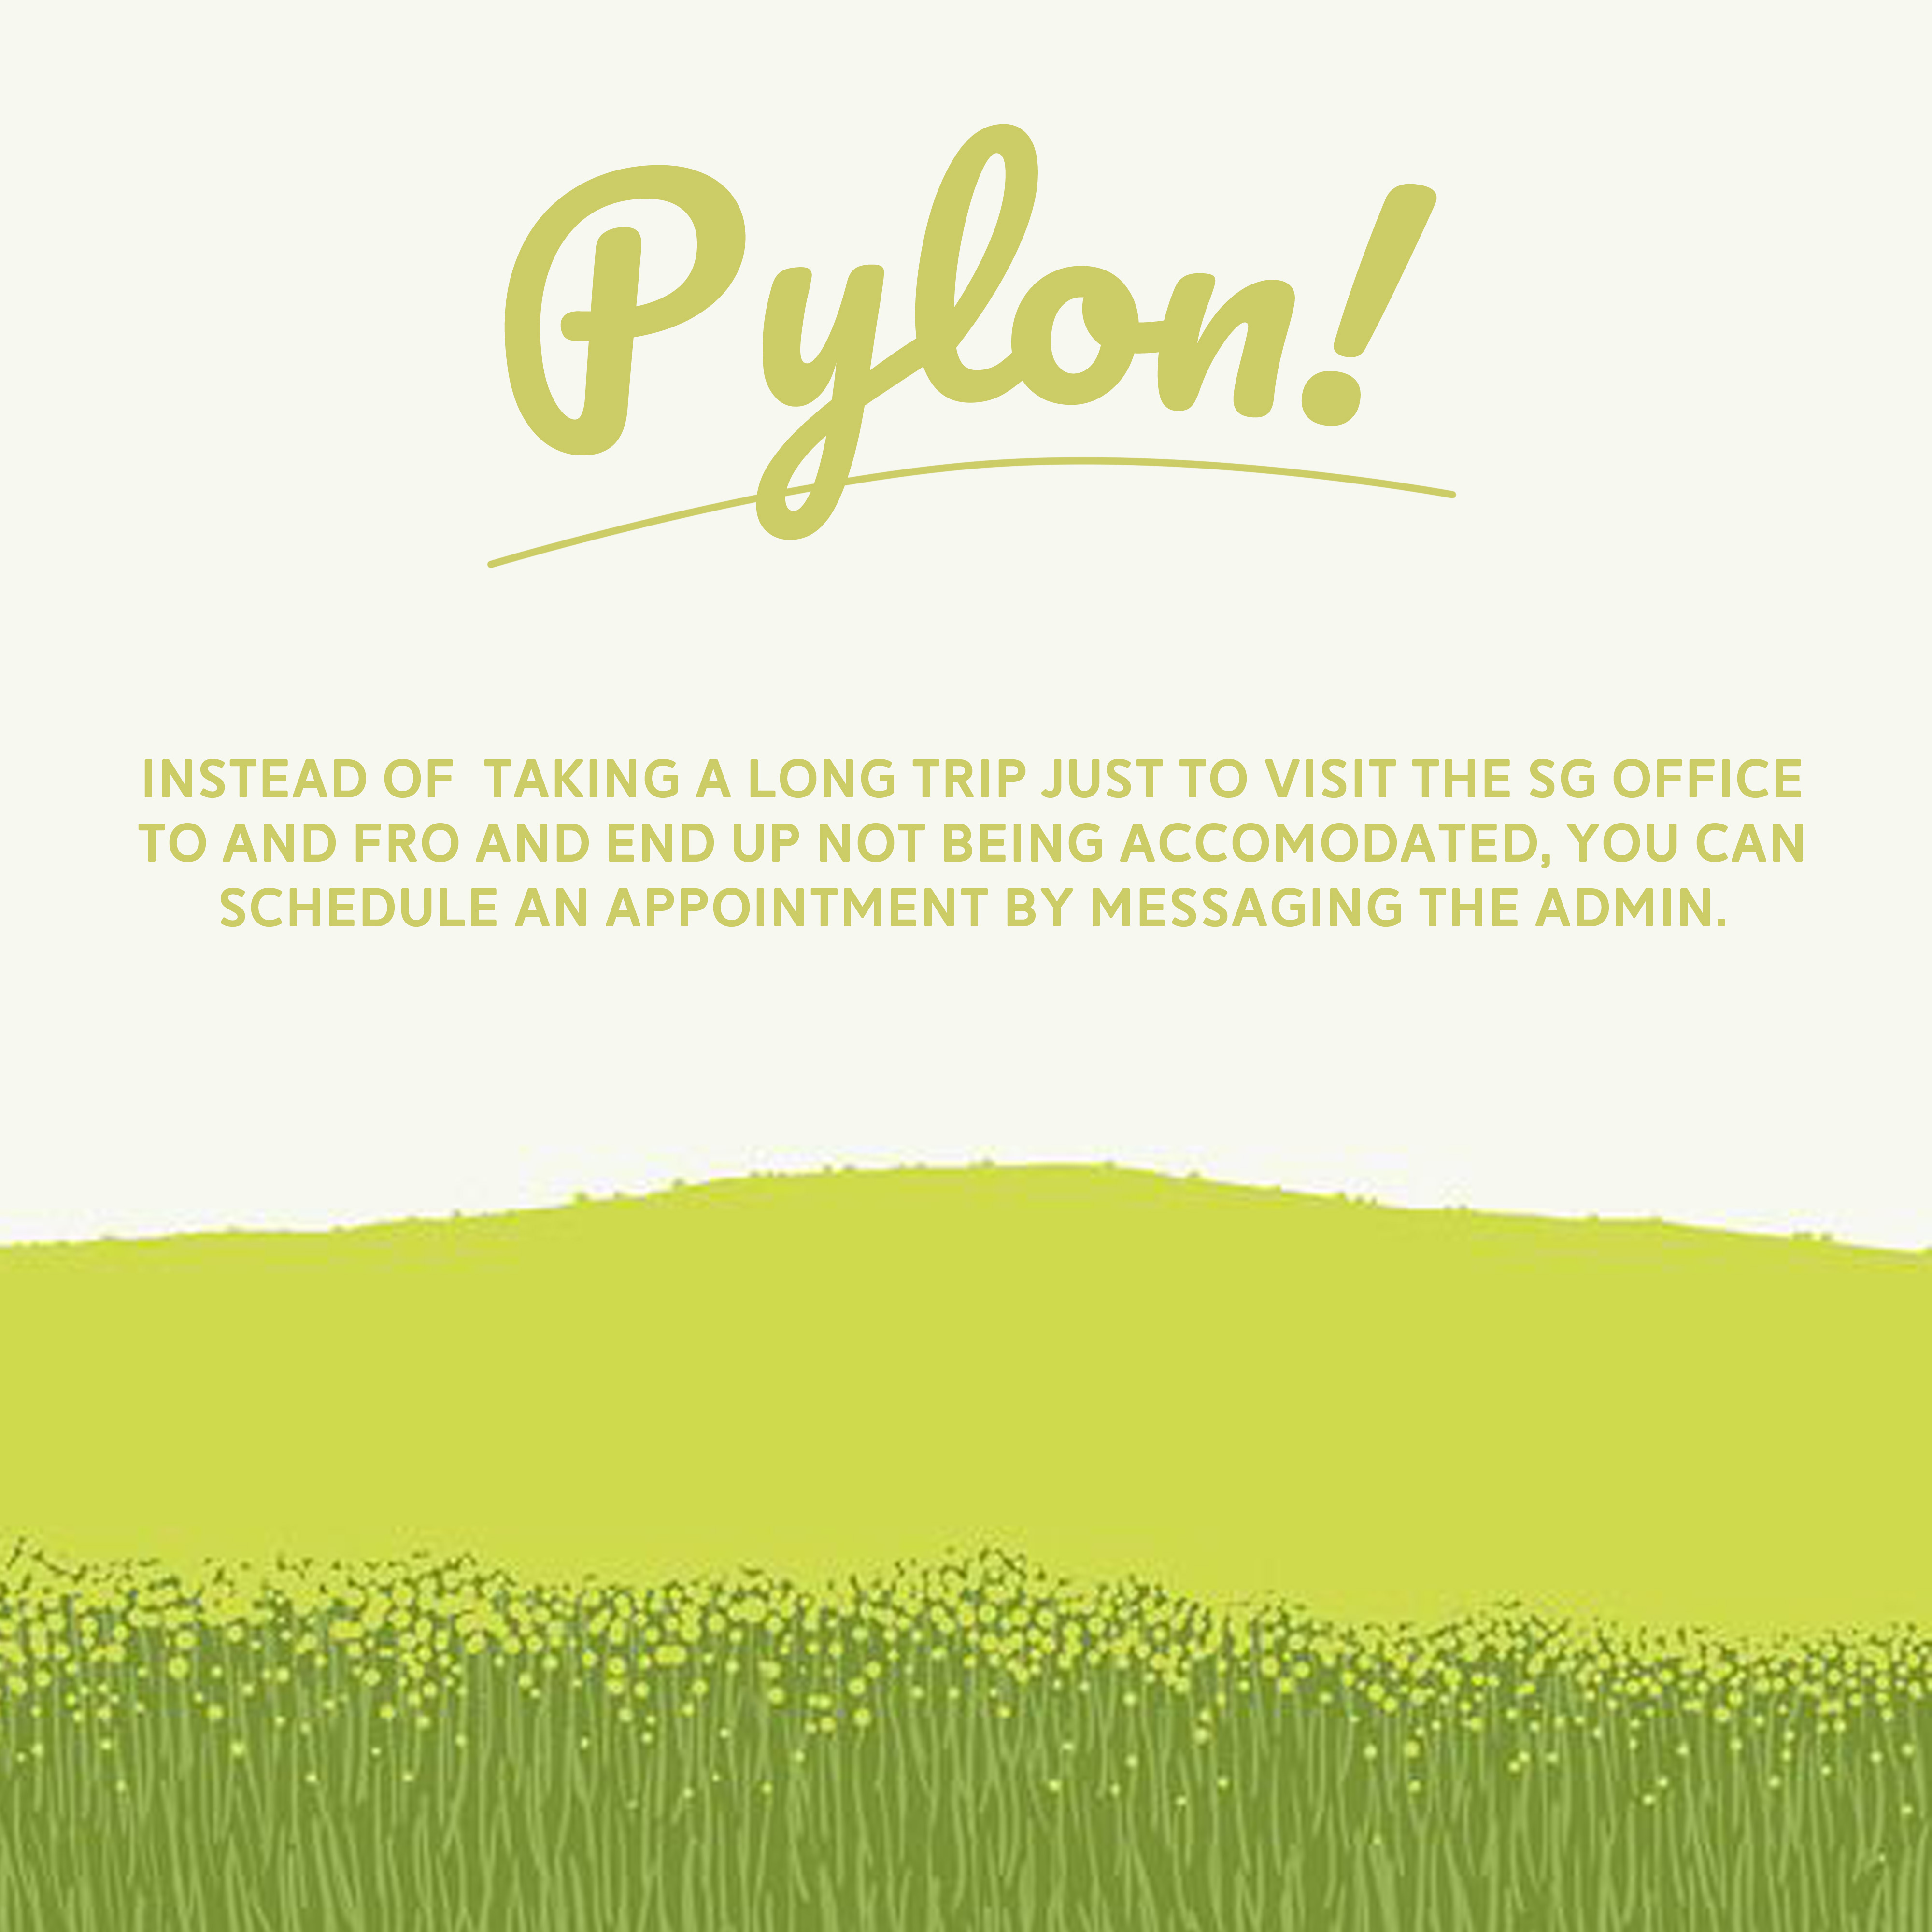 Pylon!
INSTEAD OF  TAKING A LONG TRIP JUST TO VISIT THE SG OFFICE
TO AND FRO AND END UP NOT BEING ACCOMODATED, YOU CAN
SCHEDULE AN APPOINTMENT BY MESSAGING THE ADMIN.